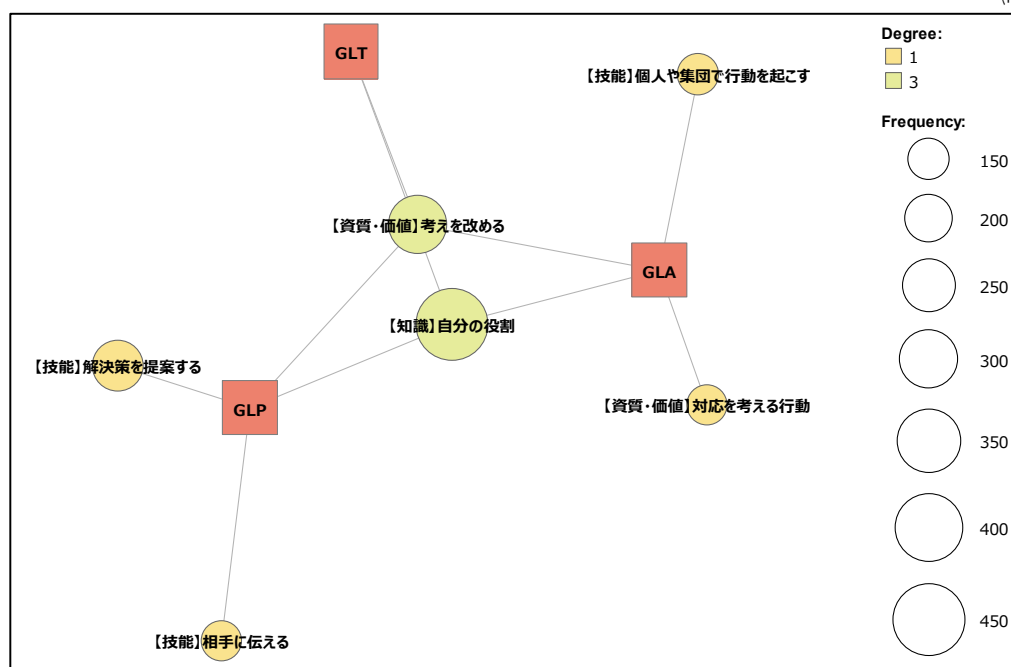 GLT
【技能】個人や集団で行動を起こす
【資質・価値】考えを改める
GLA
【知識】自分の役割
【技能】解決策を提案する
GLP
【資質・価値】対応を考える行動
【技能】相手に伝える
Degree:
1
3
Frequency:
150
200
250
300
350
400
450